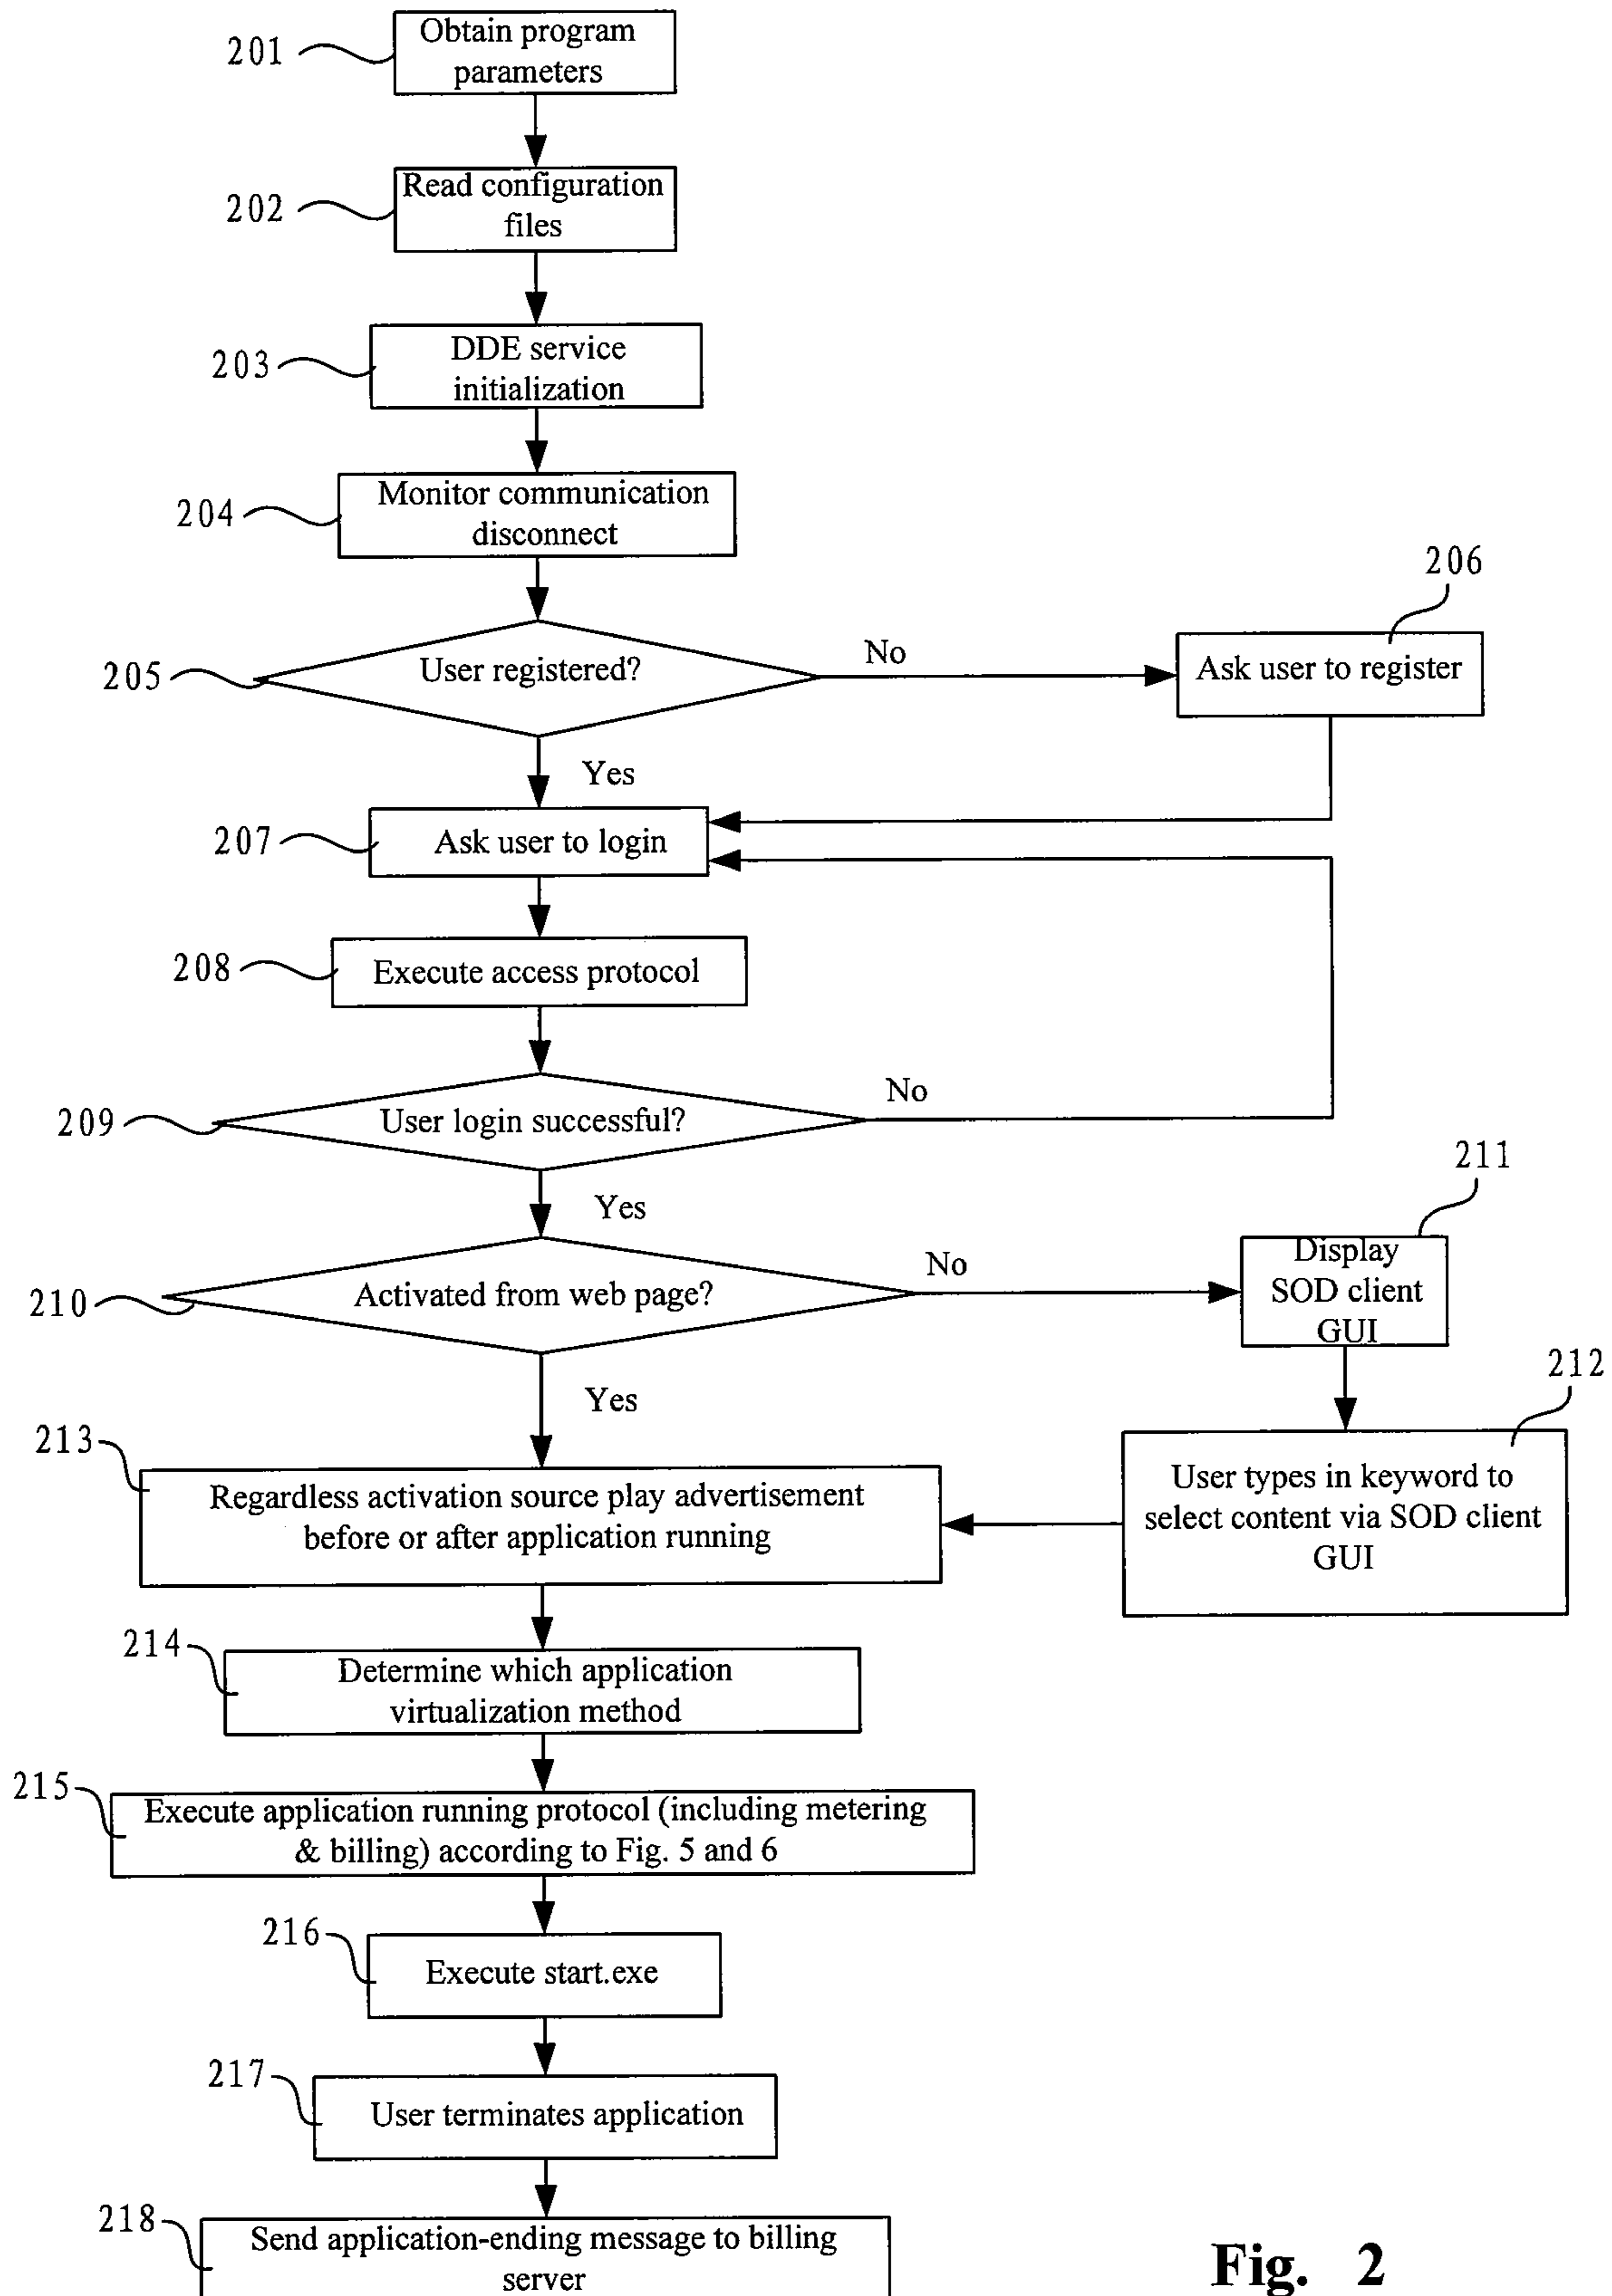 201
Obtain program
parameters
202
Read configuration
files
203
DDE service
initialization
204
Monitor communication
disconnect
206
205
User registered?
No
Ask user to register
Yes
207
Ask user to login
208
Execute access protocol
209
User login successful?
No
Yes
211
210
Activated from web page?
No
Display
SOD client
GUI
Yes
212
213
Regardless activation source play advertisement
before or after application running
User types in keyword to
select content via SOD client
GUI
214
Determine which application
virtualization method
215
Execute application running protocol (including metering
& billing) according to Fig. 5 and 6
216
Execute start.exe
217
User terminates application
218
Send application-ending message to billing
server
Fig. 2